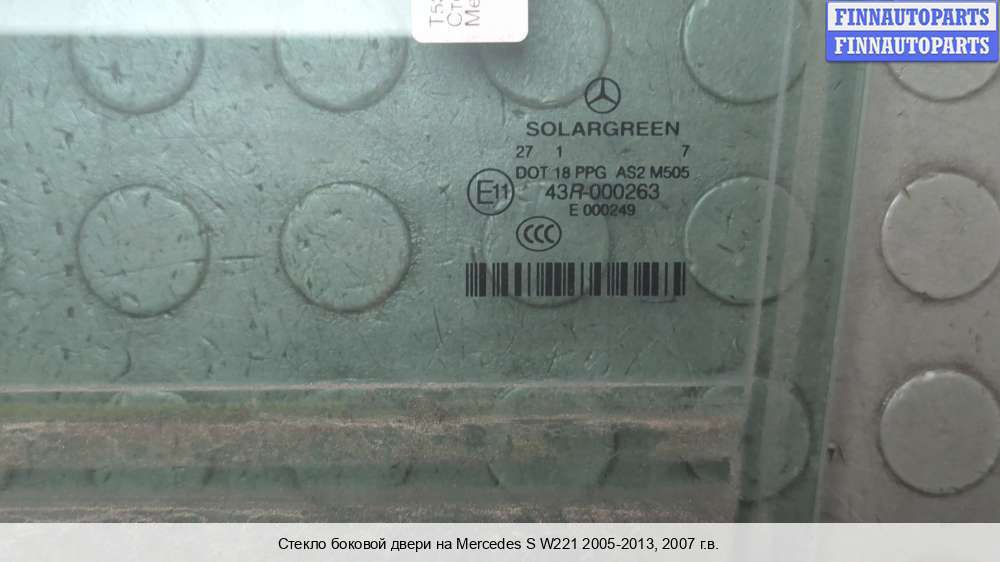 FINNAUTOPARTS
FINNAUTOPARTS
SOLARGREEN
27 1 7
DOT 18 PPG AS2 M505
E11 43R-000263
E 000249
CCC
Стекло боковой двери на Mercedes S W221 2005-2013, 2007 г.в.